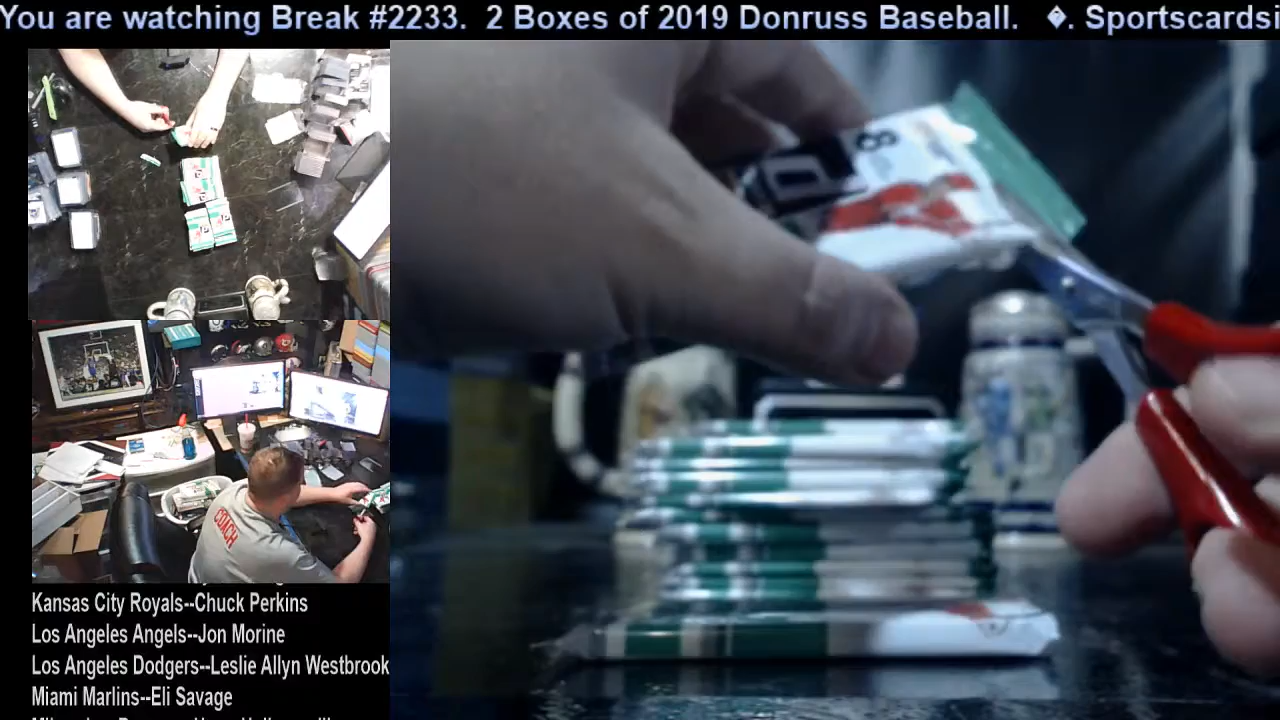 You are watching Break #2233. 2 Boxes of 2019 Donruss Baseball. �. Sportscardsi
COACH
Kansas City Royals--Chuck Perkins
Los Angeles Angels--Jon Morine
Los Angeles Dodgers--Leslie Allyn Westbrook
Miami Marlins--Eli Savage